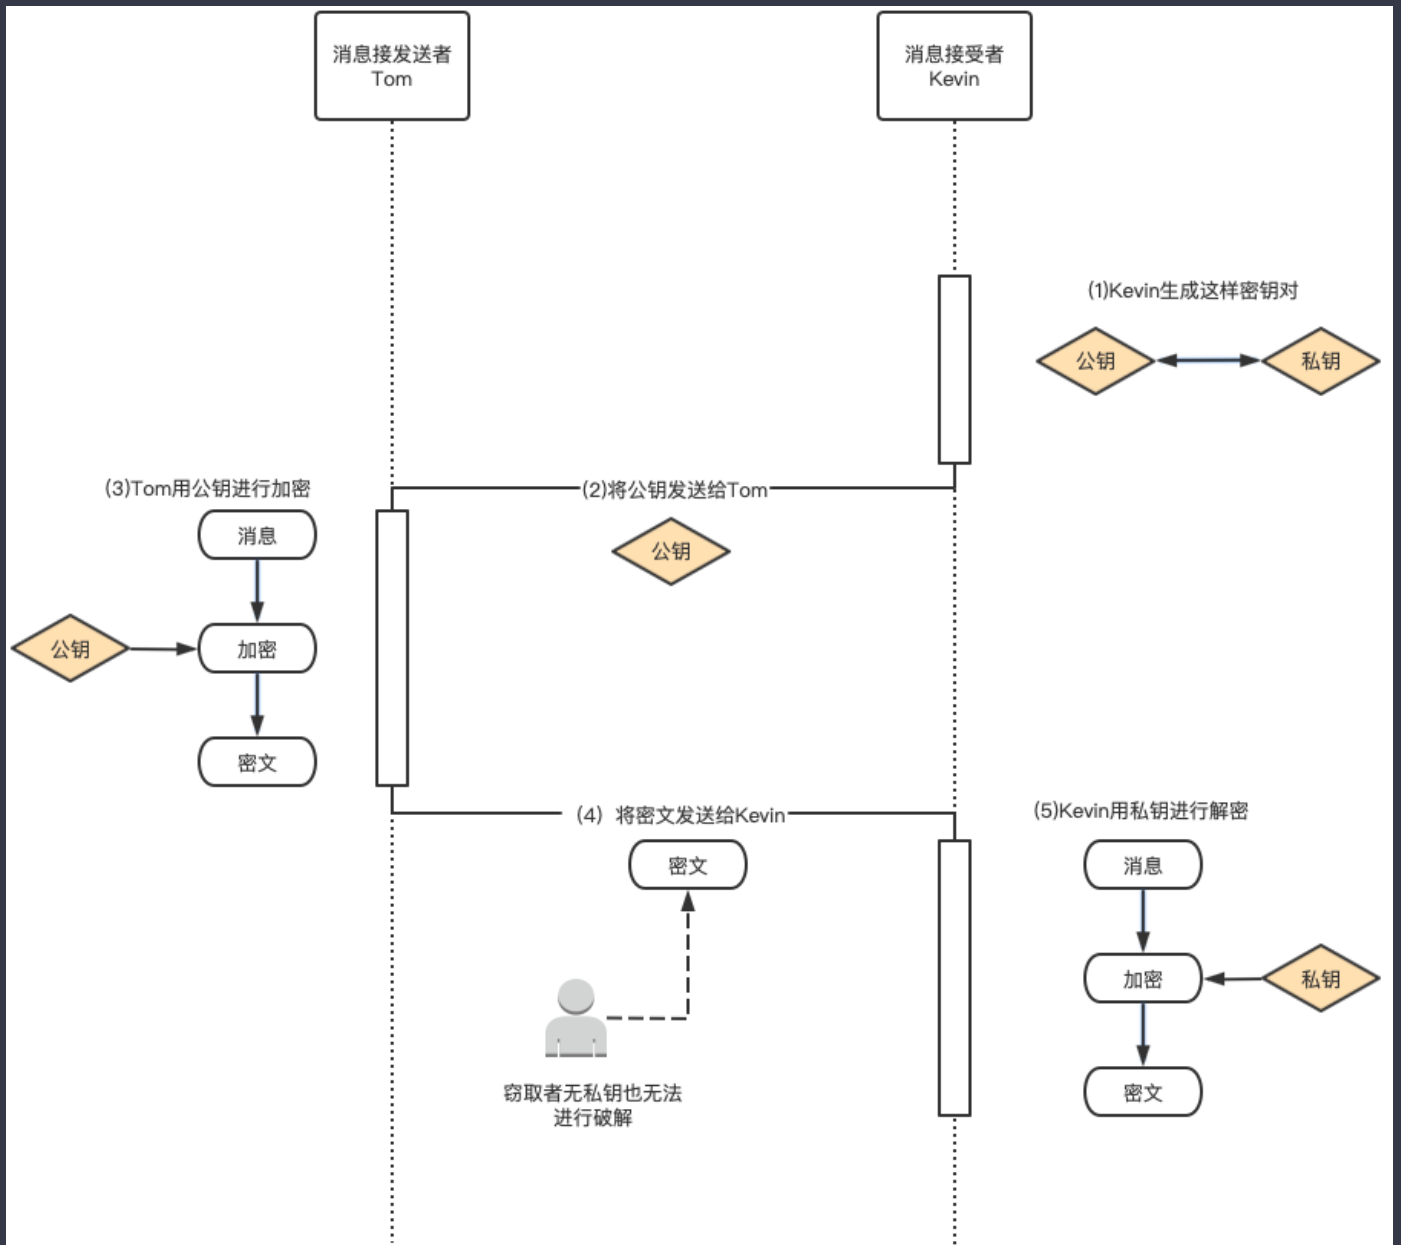 消息接发送者
Tom
消息接受者
Kevin
(1)Kevin生成这样密钥对
公钥
私钥
(2)将公钥发送给Tom
公钥
(3)Tom用公钥进行加密
消息
公钥
加密
密文
(4) 将密文发送给Kevin
密文
窃取者无私钥也无法
进行破解
(5)Kevin用私钥进行解密
消息
加密
私钥
密文